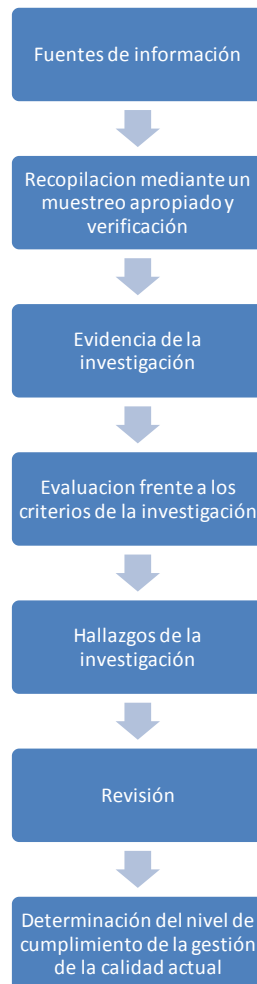 Fuentes de información
Recopilacion mediante un
muestreo apropiado y
verificación
Evidencia de la
investigación
Evaluacion frente a los
criterios de la investigación
Hallazgos de la
investigación
Revisión
Determinación del nivel de
cumplimiento de la gestión
de la calidad actual